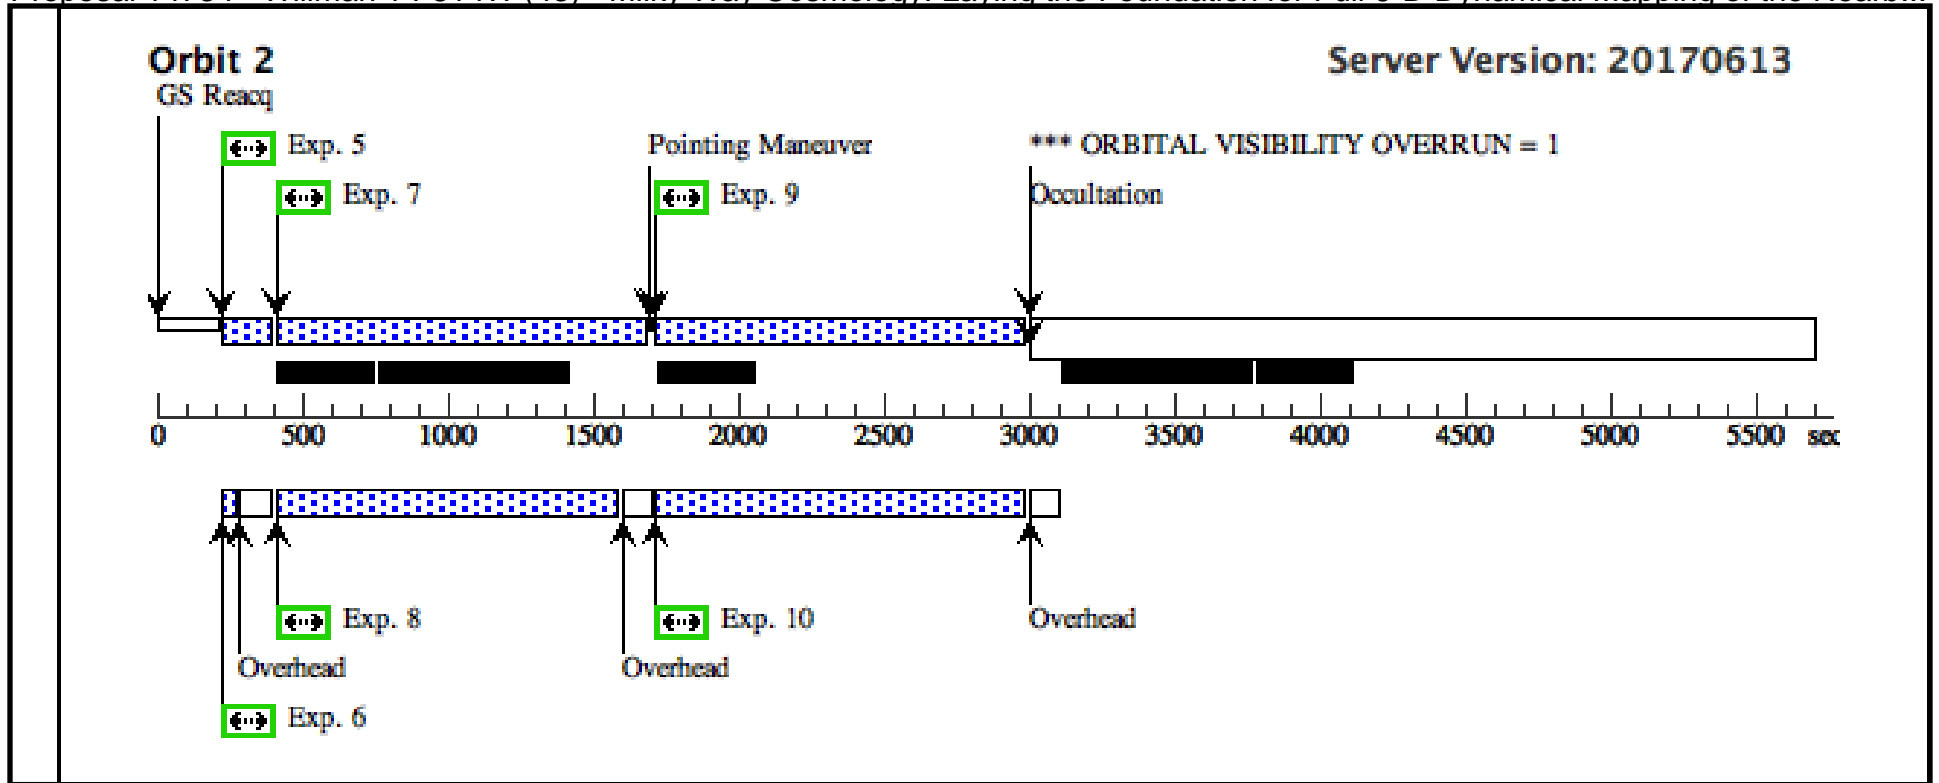 Orbit 2
Server Version: 20170613
GS Reacq
Exp. 5
Pointing Maneuver
*** ORBITAL VISIBILITY OVERRUN = 1
Exp. 7
Exp. 9
Occultation
0 500 1000 1500 2000 2500 3000 3500 4000 4500 5000 5500 sec
Exp. 8
Exp. 10
Overhead
Overhead
Overhead
Exp. 6